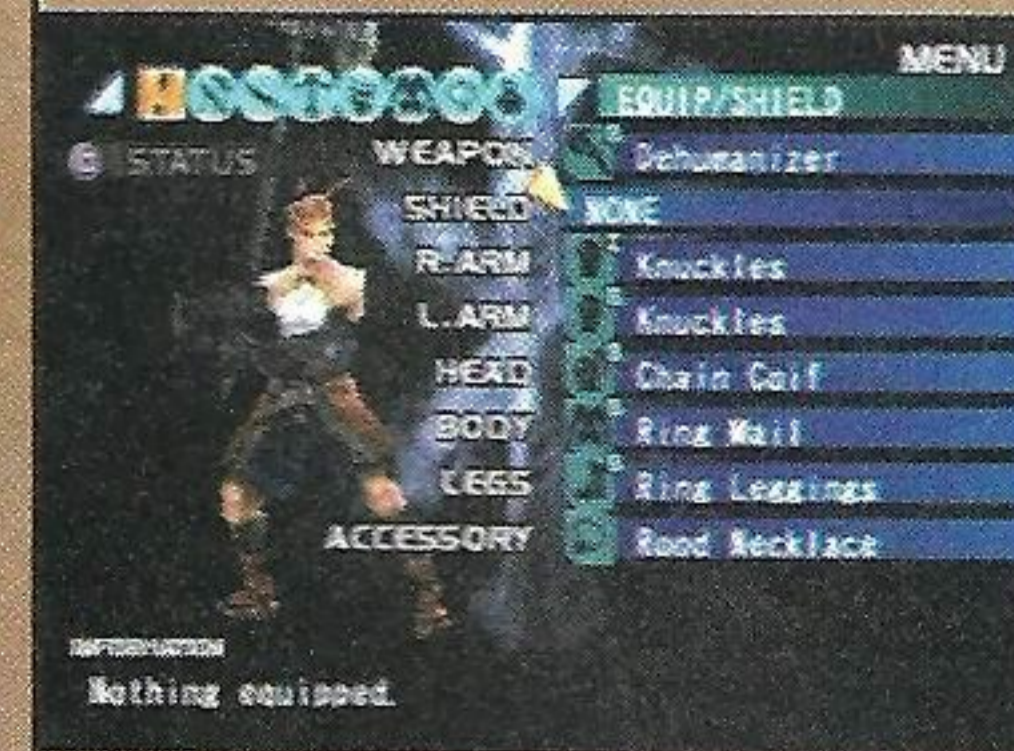 MENU
EQUIP/SHIELD
STATUS
WEAPON Dehumanizer
SHIELD NONE
R.ARM Knuckles
L.ARM Knuckles
HEAD Chain Coif
BODY Ring Mail
LEGS Ring Leggings
ACCESSORY Rood Necklace
INFORMATION
Nothing equipped.